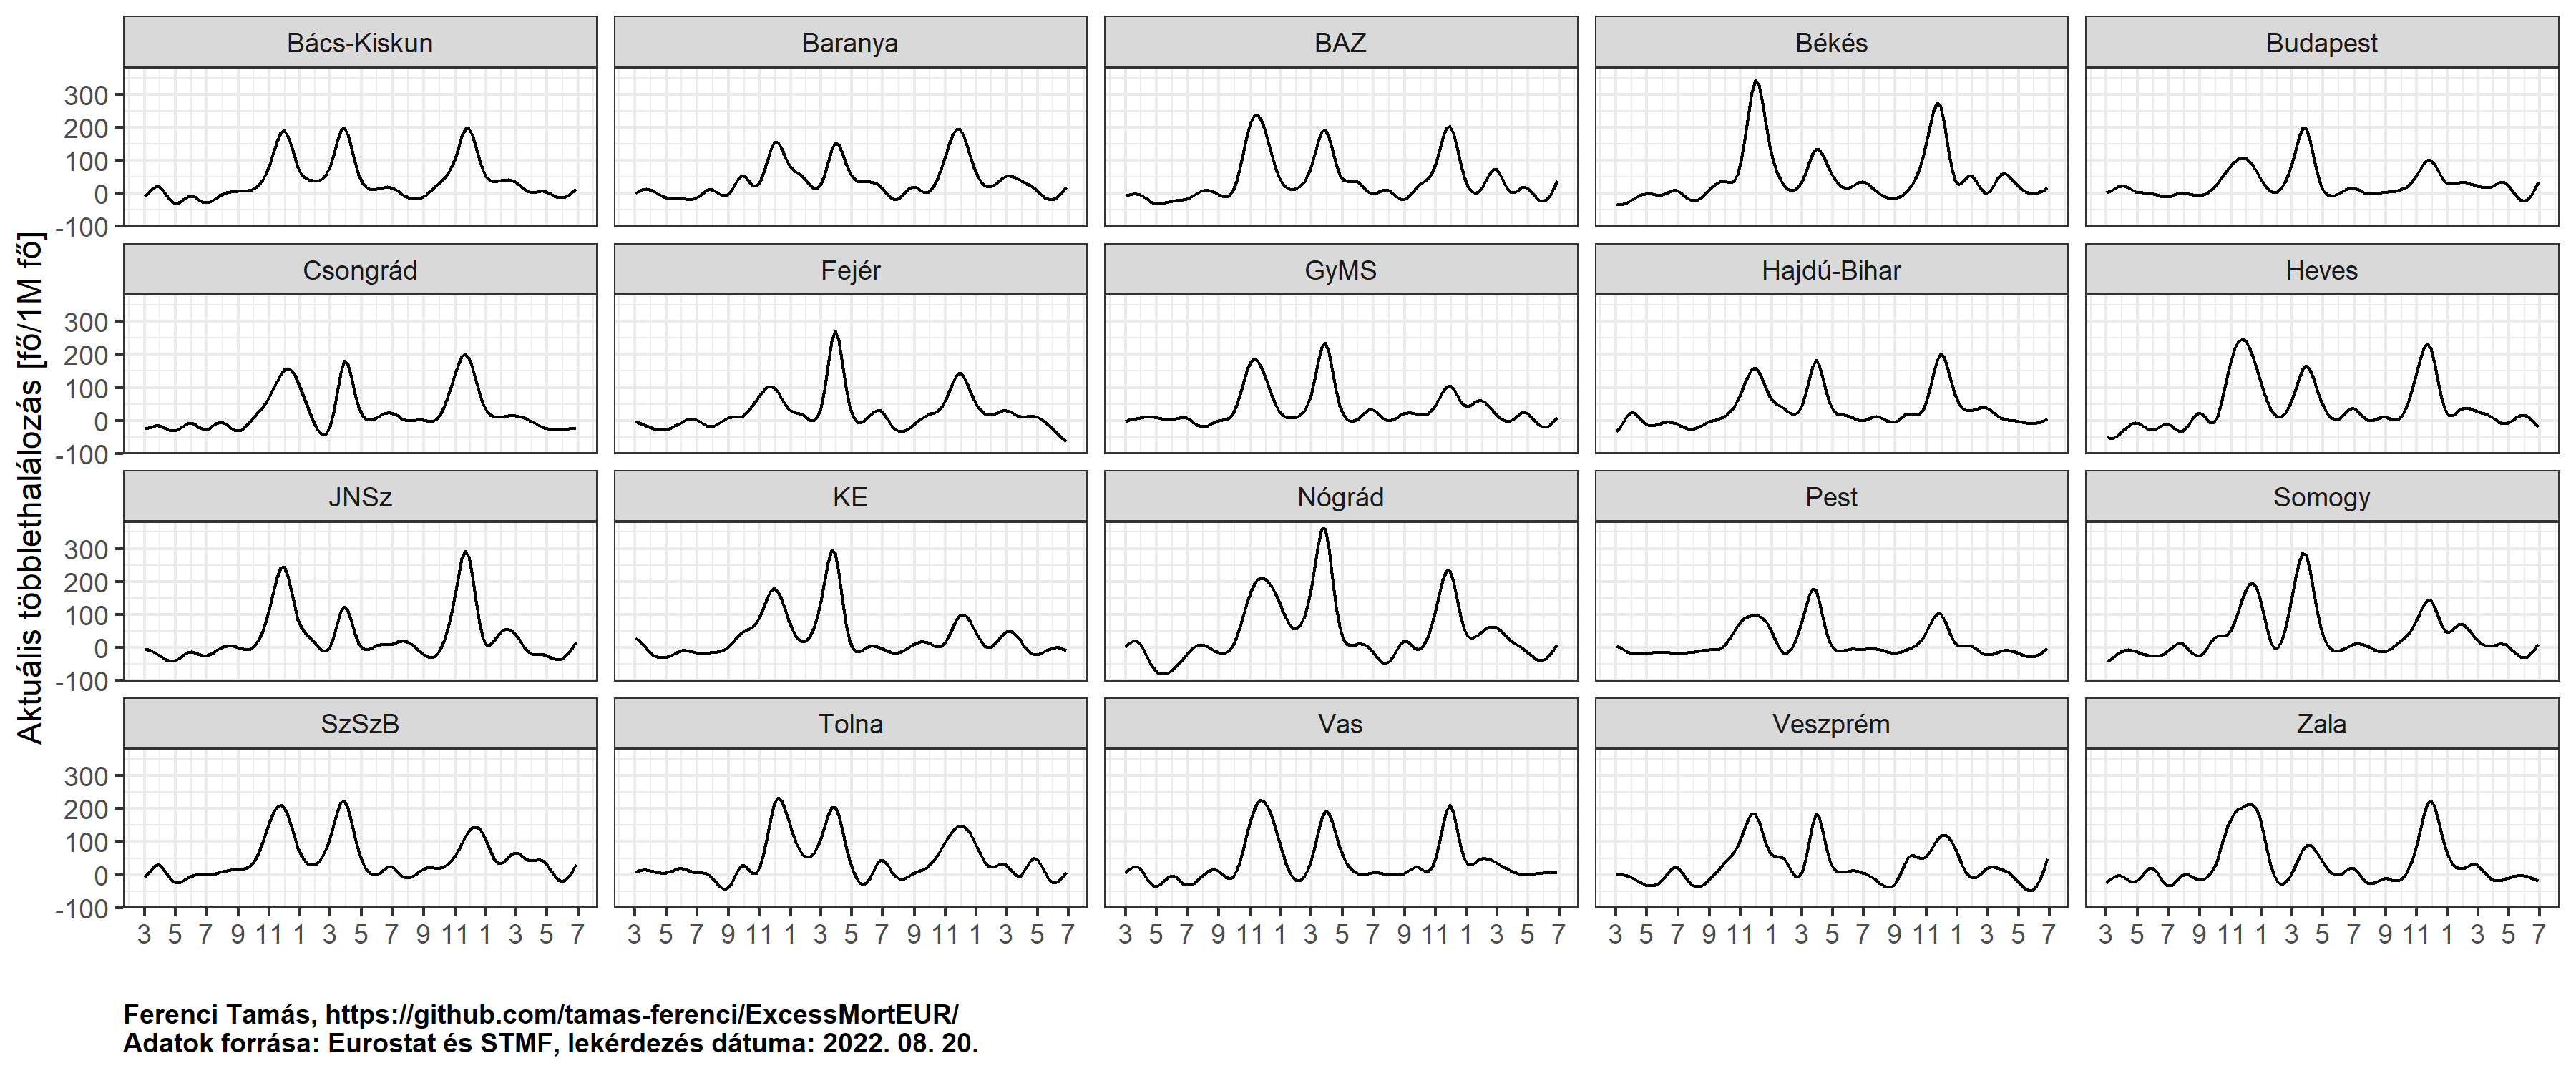 Bács-Kiskun Baranya BAZ Békés Budapest
300
200
100
0
-100
Csongrád Fejér GyMS Hajdú-Bihar Heves
300
200
100
0
-100
JNSz KE Nógrád Pest Somogy
300
200
100
0
-100
SzSzB Tolna Vas Veszprém Zala
300
200
100
0
-100
3 5 7 9 11 1 3 5 7 9 11 1 3 5 7 3 5 7 9 11 1 3 5 7 9 11 1 3 5 7 3 5 7 9 11 1 3 5 7 9 11 1 3 5 7 3 5 7 9 11 1 3 5 7 9 11 1 3 5 7 3 5 7 9 11 1 3 5 7 9 11 1 3 5 7
Aktuális többlethalálozás [fő/1M fő]
Ferenci Tamás, https://github.com/tamas-ferenci/ExcessMortEUR/
Adatok forrása: Eurostat és STMF, lekérdezés dátuma: 2022. 08. 20.